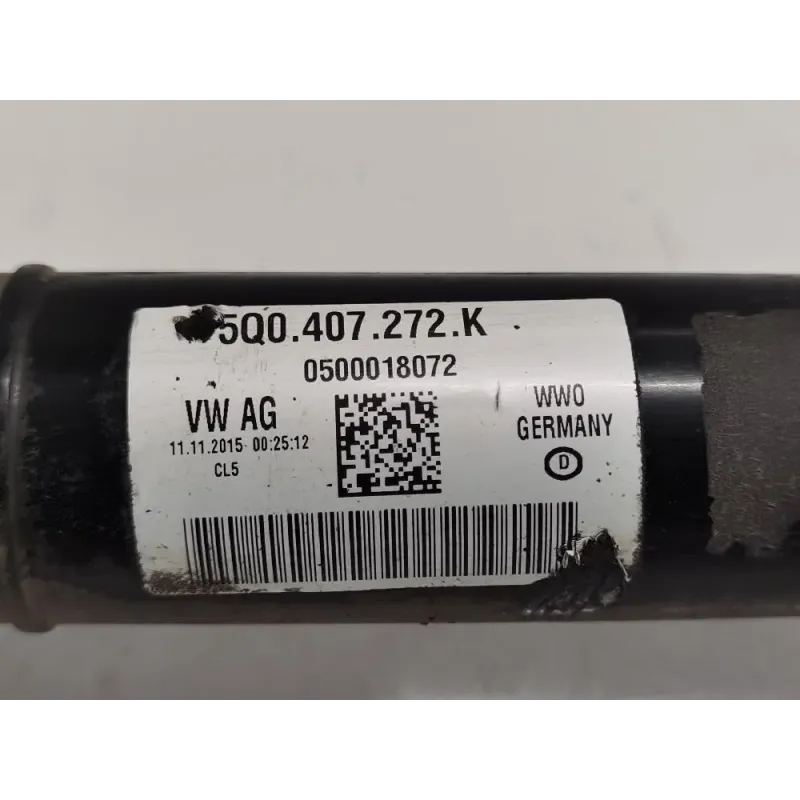 5Q0.407.272.K
0500018072
VW AG
11.11.2015 00:25:12
CL5
WWO
GERMANY
D